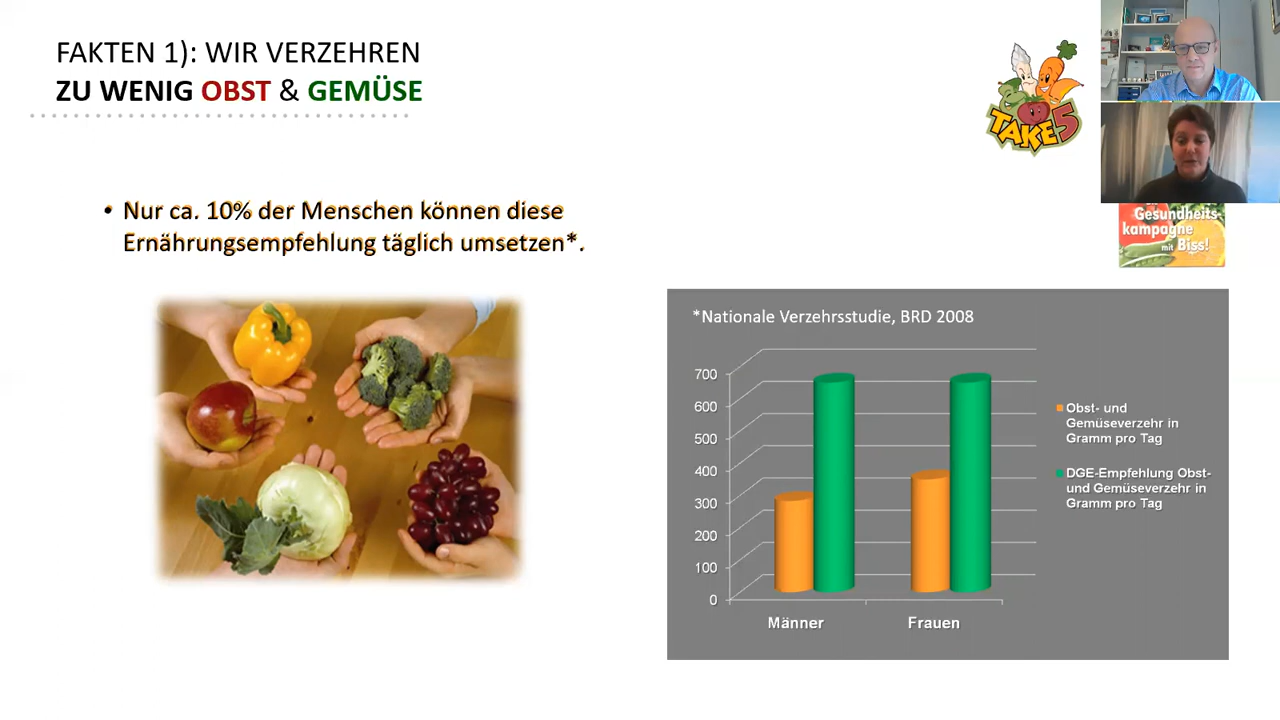 FAKTEN 1): WIR VERZEHREN
ZU WENIG OBST & GEMÜSE
TAKE 5
Gesundheits-
kampagne
mit Biss!
• Nur ca. 10% der Menschen können diese
Ernährungsempfehlung täglich umsetzen*.
*Nationale Verzehrsstudie, BRD 2008
700
600
500
400
300
200
100
0
Männer
Frauen
Obst- und
Gemüseverzehr in
Gramm pro Tag
DGE-Empfehlung Obst-
und Gemüseverzehr in
Gramm pro Tag